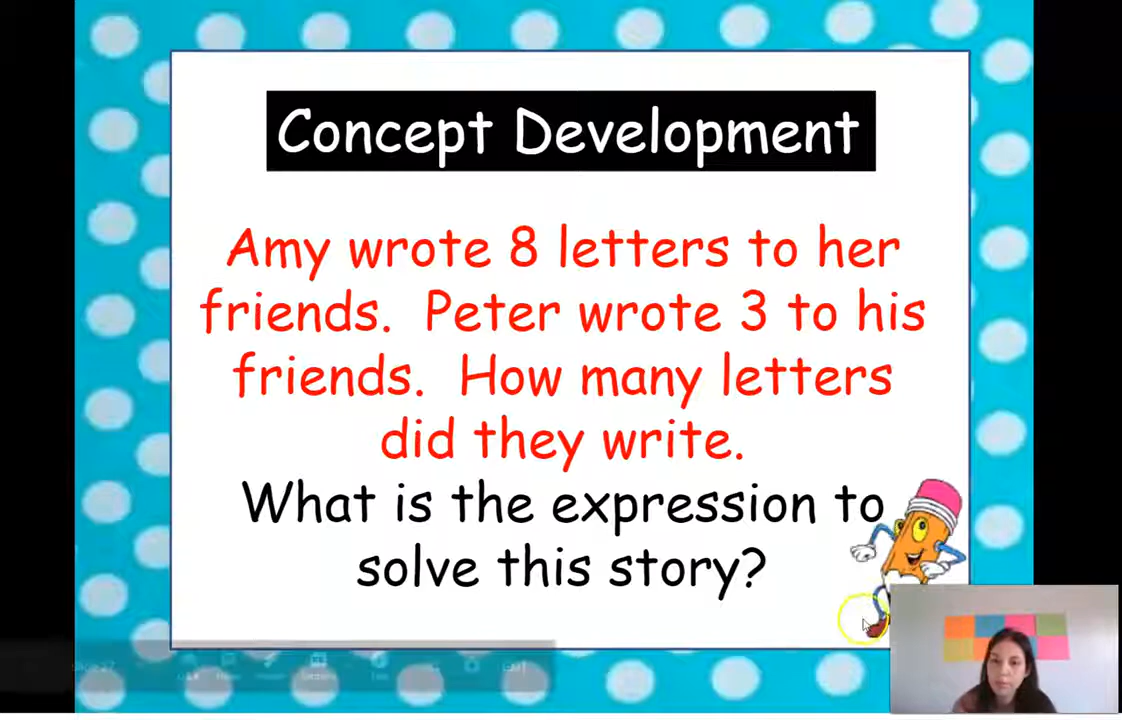 Concept Development
Amy wrote 8 letters to her
friends. Peter wrote 3 to his
friends. How many letters
did they write.
What is the expression to
solve this story?